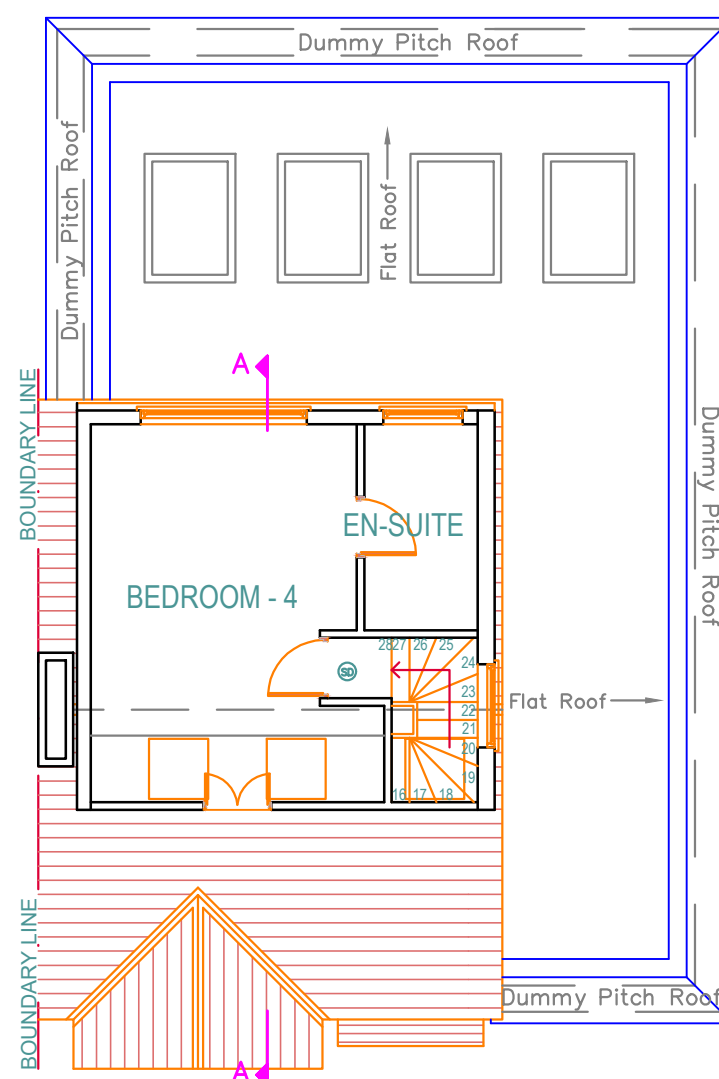 Dummy Pitch Roof
Dummy Pitch Roof
Flat Roof
A
BOUNDARY LINE
Dummy Pitch Roof
EN-SUITE
BEDROOM - 4
28 27 26 25
24
SD
23
22
21
20
19
16 17 18
Flat Roof
BOUNDARY LINE
Dummy Pitch Roof
A